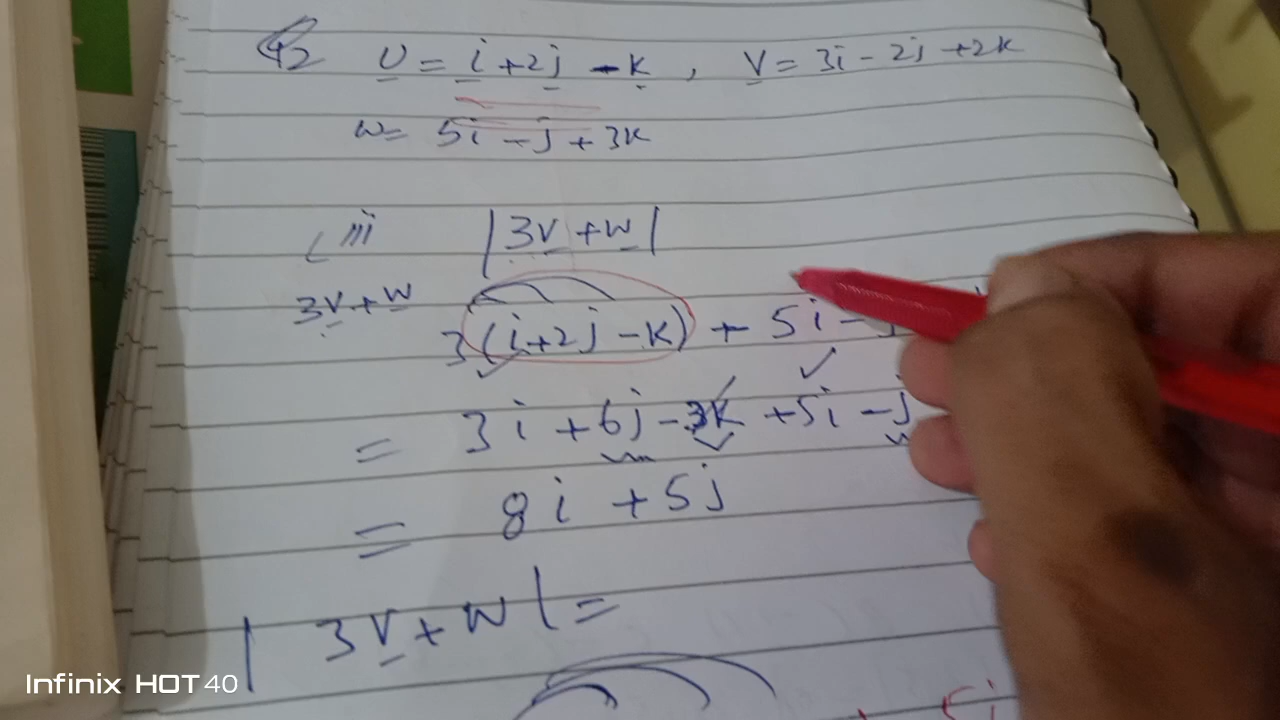 Q2 U = i + 2j - k , V = 3i - 2j + 2k
w = 5i - j + 3k
iii |3V + w|
3V + w 3(i + 2j - k) + 5i -
= 3i + 6j - 3k + 5i - j
= 8i + 5j
|3V + w| =
5i
Infinix HOT 40